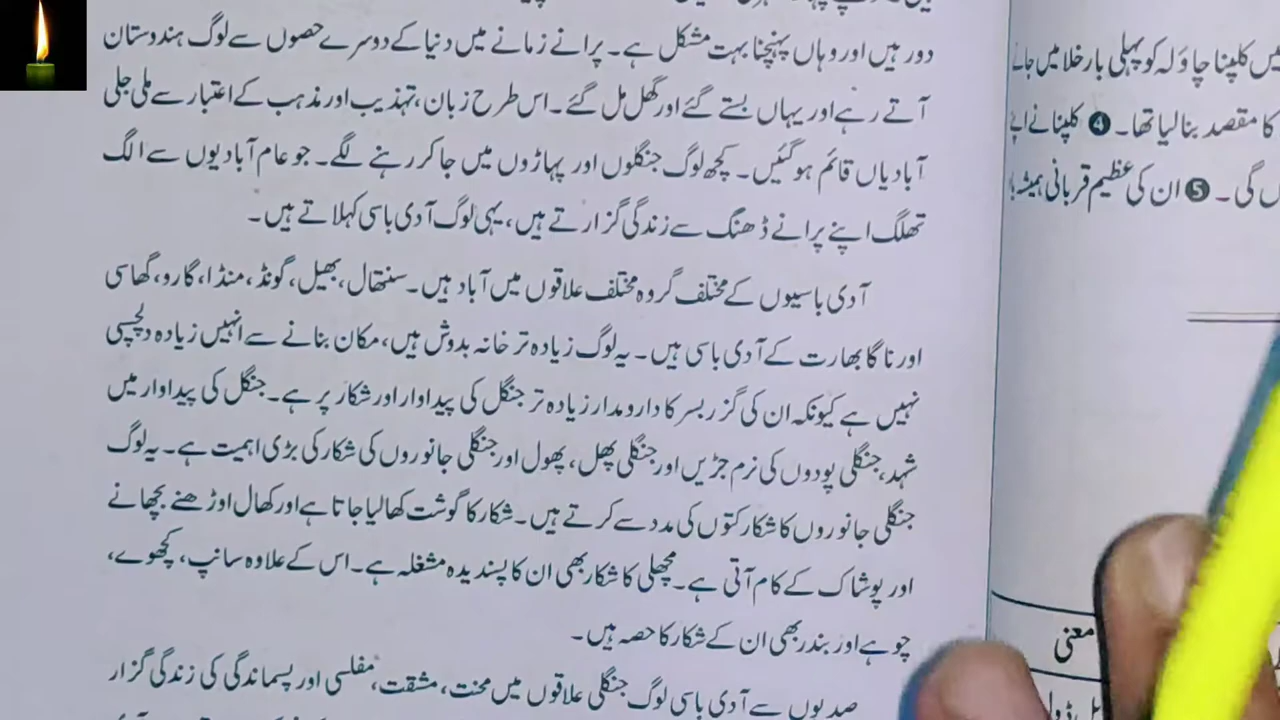 دور ہیں اور وہاں پہنچنا بہت مشکل ہے۔ پرانے زمانے میں دنیا کے دوسرے حصوں سے لوگ ہندوستان
آتے رہے اور یہاں بستے گئے اور گھل مل گئے۔ اس طرح زبان، تہذیب اور مذہب کے اعتبار سے ملی جلی
آبادیاں قائم ہوگئیں۔ کچھ لوگ جنگلوں اور پہاڑوں میں جا کر رہنے لگے۔ جو عام آبادیوں سے الگ
تھلگ اپنے پرانے ڈھنگ سے زندگی گزارتے ہیں، یہی لوگ آدی باسی کہلاتے ہیں۔
آدی باسیوں کے مختلف گروہ مختلف علاقوں میں آباد ہیں۔ سنتھال، بھیل، گونڈ، منڈا، گارو، گھاسی
اور ناگا بھارت کے آدی باسی ہیں۔ یہ لوگ زیادہ تر خانہ بدوش ہیں، مکان بنانے سے انہیں زیادہ دلچسپی
نہیں ہے کیونکہ ان کی گزر بسر کا دارومدار زیادہ تر جنگل کی پیداوار اور شکار پر ہے۔ جنگل کی پیداوار میں
شہد، جنگلی پودوں کی نرم جڑیں اور جنگلی پھل، پھول اور جنگلی جانوروں کی شکار کی بڑی اہمیت ہے۔ یہ لوگ
جنگلی جانوروں کا شکار کتوں کی مدد سے کرتے ہیں۔ شکار کا گوشت کھالیا جاتا ہے اور کھال اوڑھنے بچھانے
اور پوشاک کے کام آتی ہے۔ مچھلی کا شکار بھی ان کا پسندیدہ مشغلہ ہے۔ اس کے علاوہ سانپ، کچھوے،
چوہے اور بندر بھی ان کے شکار کا حصہ ہیں۔
صدیوں سے آدی باسی لوگ جنگلی علاقوں میں محنت، مشقت، مفلسی اور پسماندگی کی زندگی گزار
کلپنا چاؤلہ کو پہلی بار خلا میں جانے
کا مقصد بنالیا تھا۔ ❹ کلپنا نے اپنے
گی۔ ❺ ان کی عظیم قربانی ہمیشہ
معنی